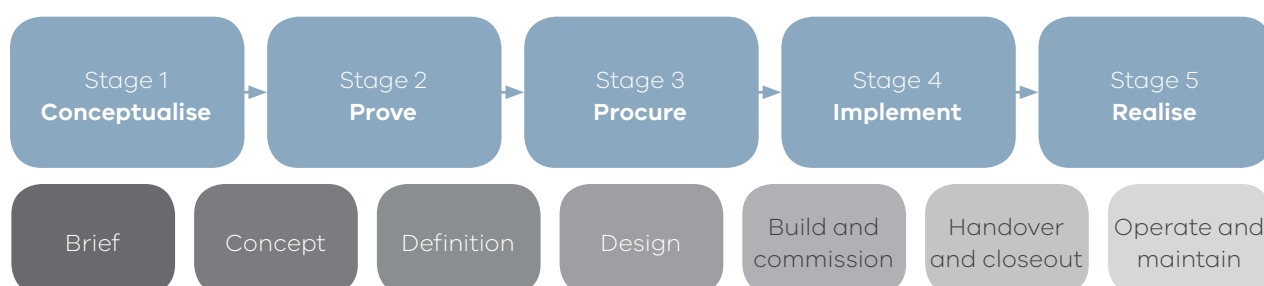 Stage 1
Conceptualise
Stage 2
Prove
Stage 3
Procure
Stage 4
Implement
Stage 5
Realise
Brief
Concept
Definition
Design
Build and
commission
Handover
and closeout
Operate and
maintain